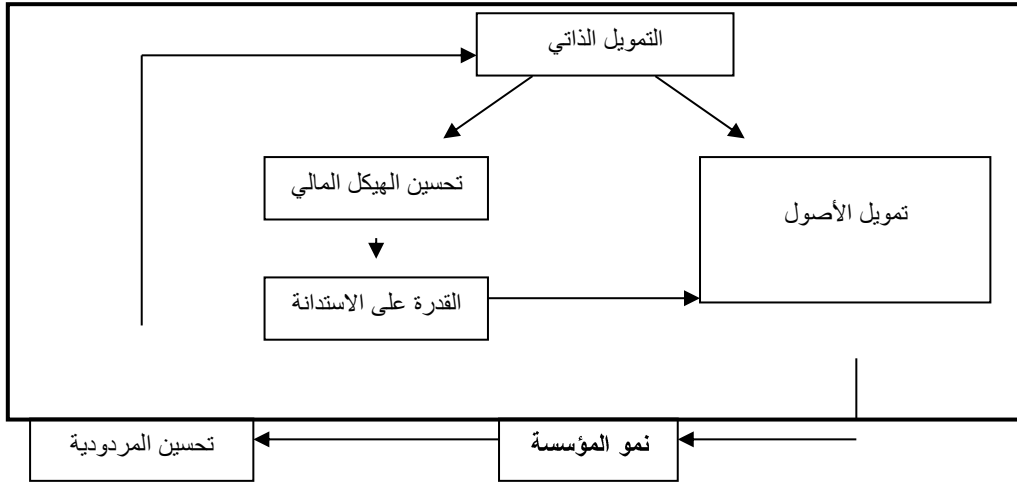 التمويل الذاتي
تحسين الهيكل المالي
تمويل الأصول
القدرة على الاستدانة
نمو المؤسسة
تحسين المردودية